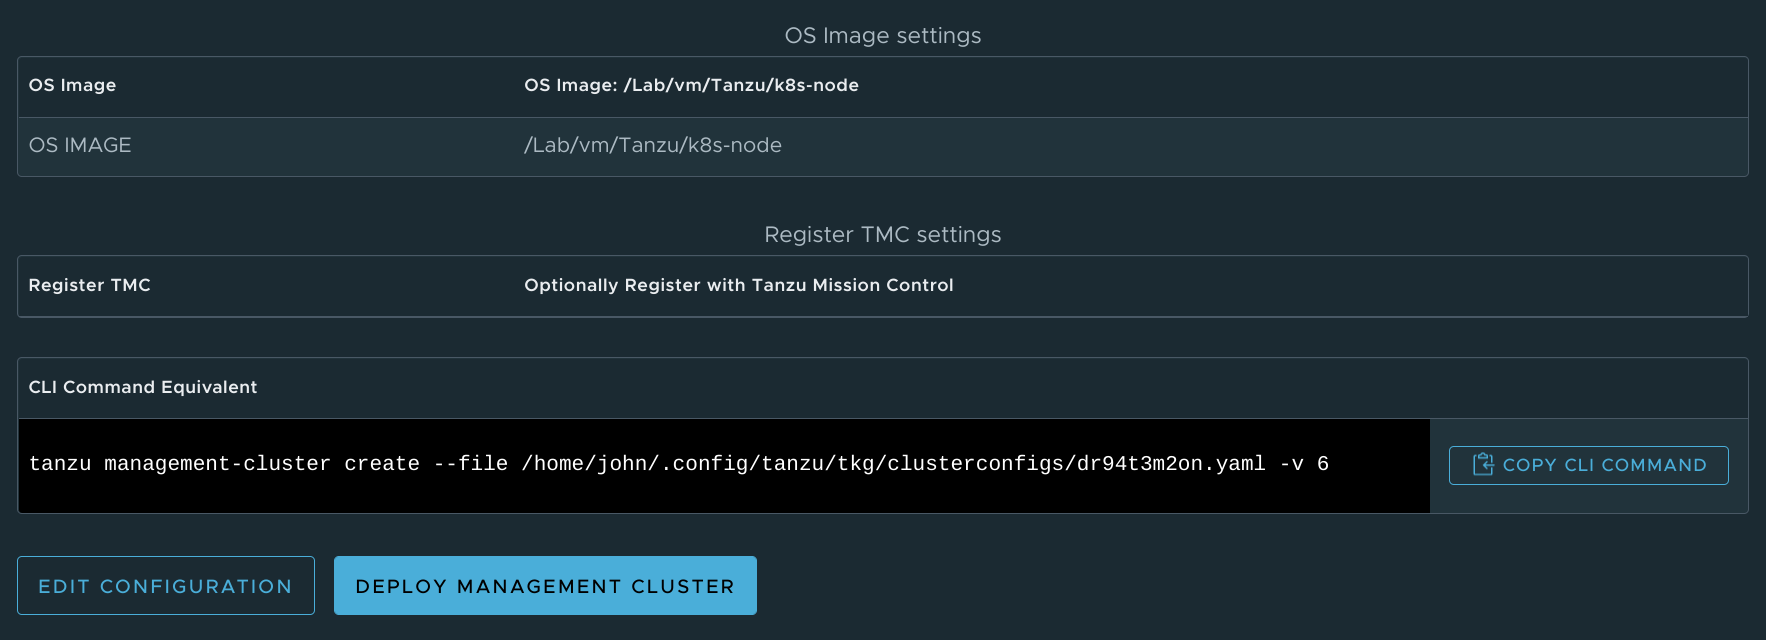 OS Image settings
OS Image OS Image: /Lab/vm/Tanzu/k8s-node
OS IMAGE /Lab/vm/Tanzu/k8s-node
Register TMC settings
Register TMC Optionally Register with Tanzu Mission Control
CLI Command Equivalent
tanzu management-cluster create --file /home/john/.config/tanzu/tkg/clusterconfigs/dr94t3m2on.yaml -v 6
COPY CLI COMMAND
EDIT CONFIGURATION
DEPLOY MANAGEMENT CLUSTER